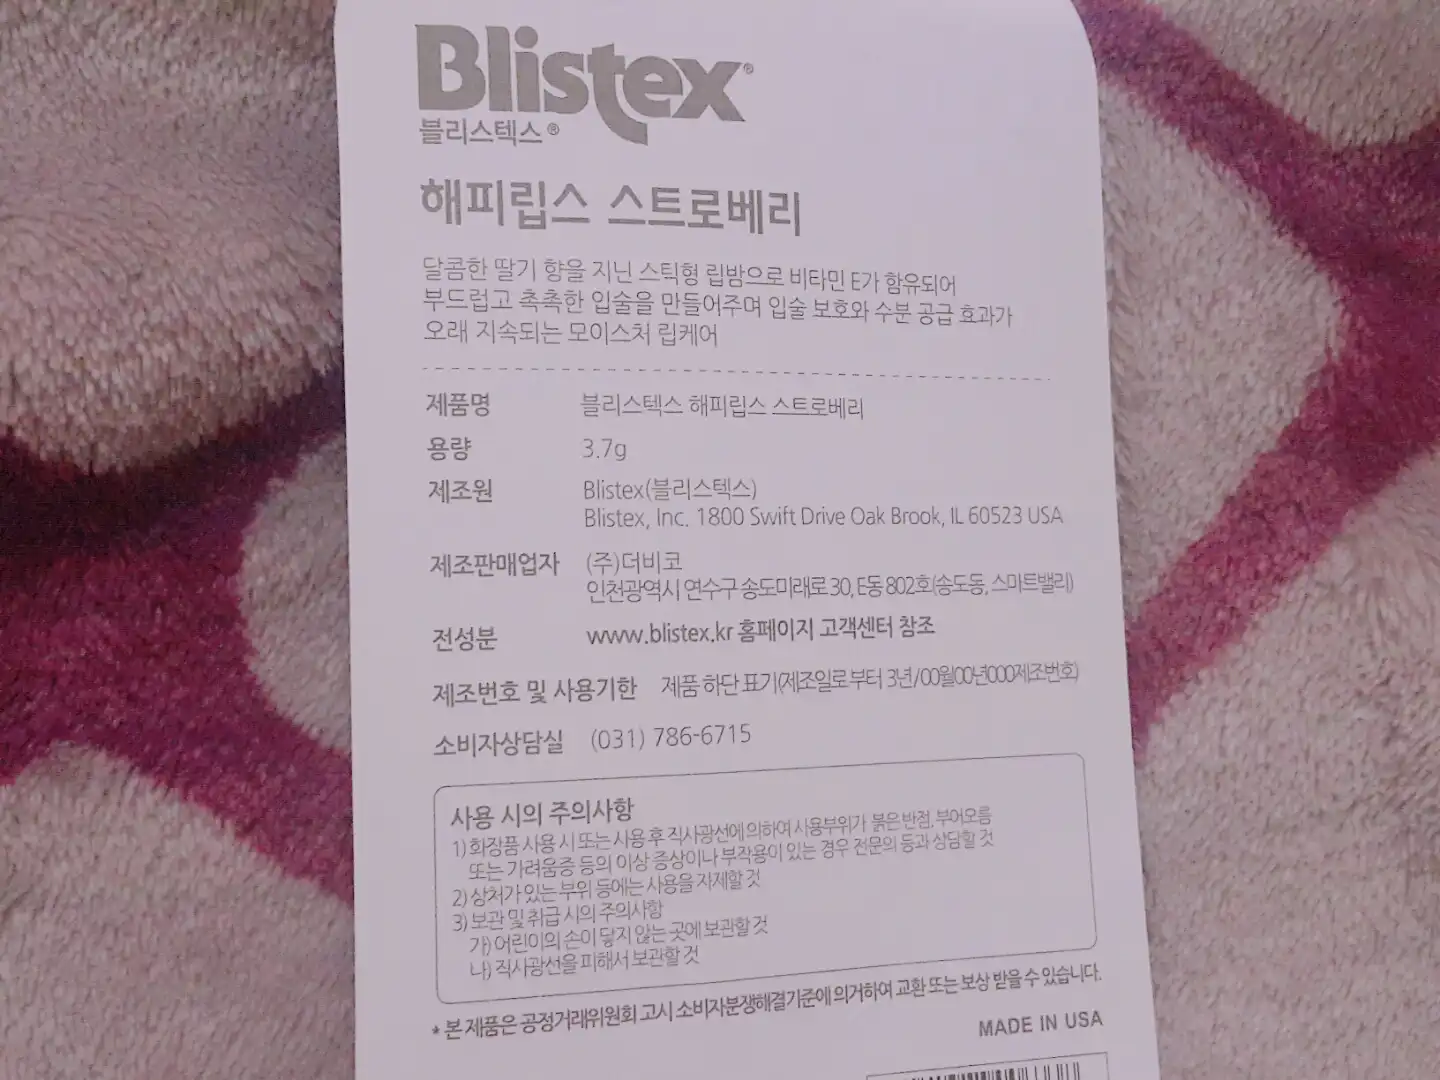 Blistex®
블리스텍스®
해피립스 스트로베리
달콤한 딸기 향을 지닌 스틱형 립밤으로 비타민 E가 함유되어
부드럽고 촉촉한 입술을 만들어주며 입술 보호와 수분 공급 효과가
오래 지속되는 모이스처 립케어
제품명 블리스텍스 해피립스 스트로베리
용량 3.7g
제조원 Blistex(블리스텍스)
Blistex, Inc. 1800 Swift Drive Oak Brook, IL 60523 USA
제조판매업자 (주)더비코
인천광역시 연수구 송도미래로 30, E동 802호(송도동, 스마트밸리)
전성분 www.blistex.kr 홈페이지 고객센터 참조
제조번호 및 사용기한 제품 하단 표기(제조일로부터 3년/00월00년000제조번호)
소비자상담실 (031) 786-6715
사용 시의 주의사항
1) 화장품 사용 시 또는 사용 후 직사광선에 의하여 사용부위가 붉은 반점, 부어오름
또는 가려움증 등의 이상 증상이나 부작용이 있는 경우 전문의 등과 상담할 것
2) 상처가 있는 부위 등에는 사용을 자제할 것
3) 보관 및 취급 시의 주의사항
가) 어린이의 손이 닿지 않는 곳에 보관할 것
나) 직사광선을 피해서 보관할 것
* 본 제품은 공정거래위원회 고시 소비자분쟁해결기준에 의거하여 교환 또는 보상 받을 수 있습니다.
MADE IN USA